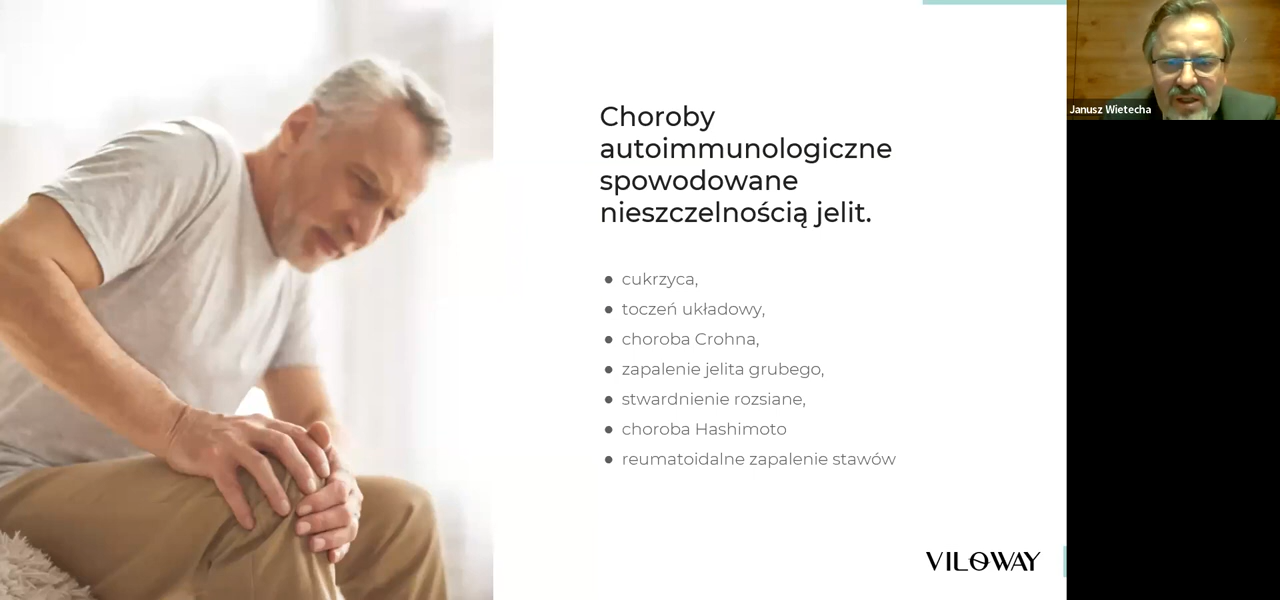 Choroby
autoimmunologiczne
spowodowane
nieszczelnością jelit.
● cukrzyca,
● toczeń układowy,
● choroba Crohna,
● zapalenie jelita grubego,
● stwardnienie rozsiane,
● choroba Hashimoto
● reumatoidalne zapalenie stawów
VILOWAY
Janusz Wietecha